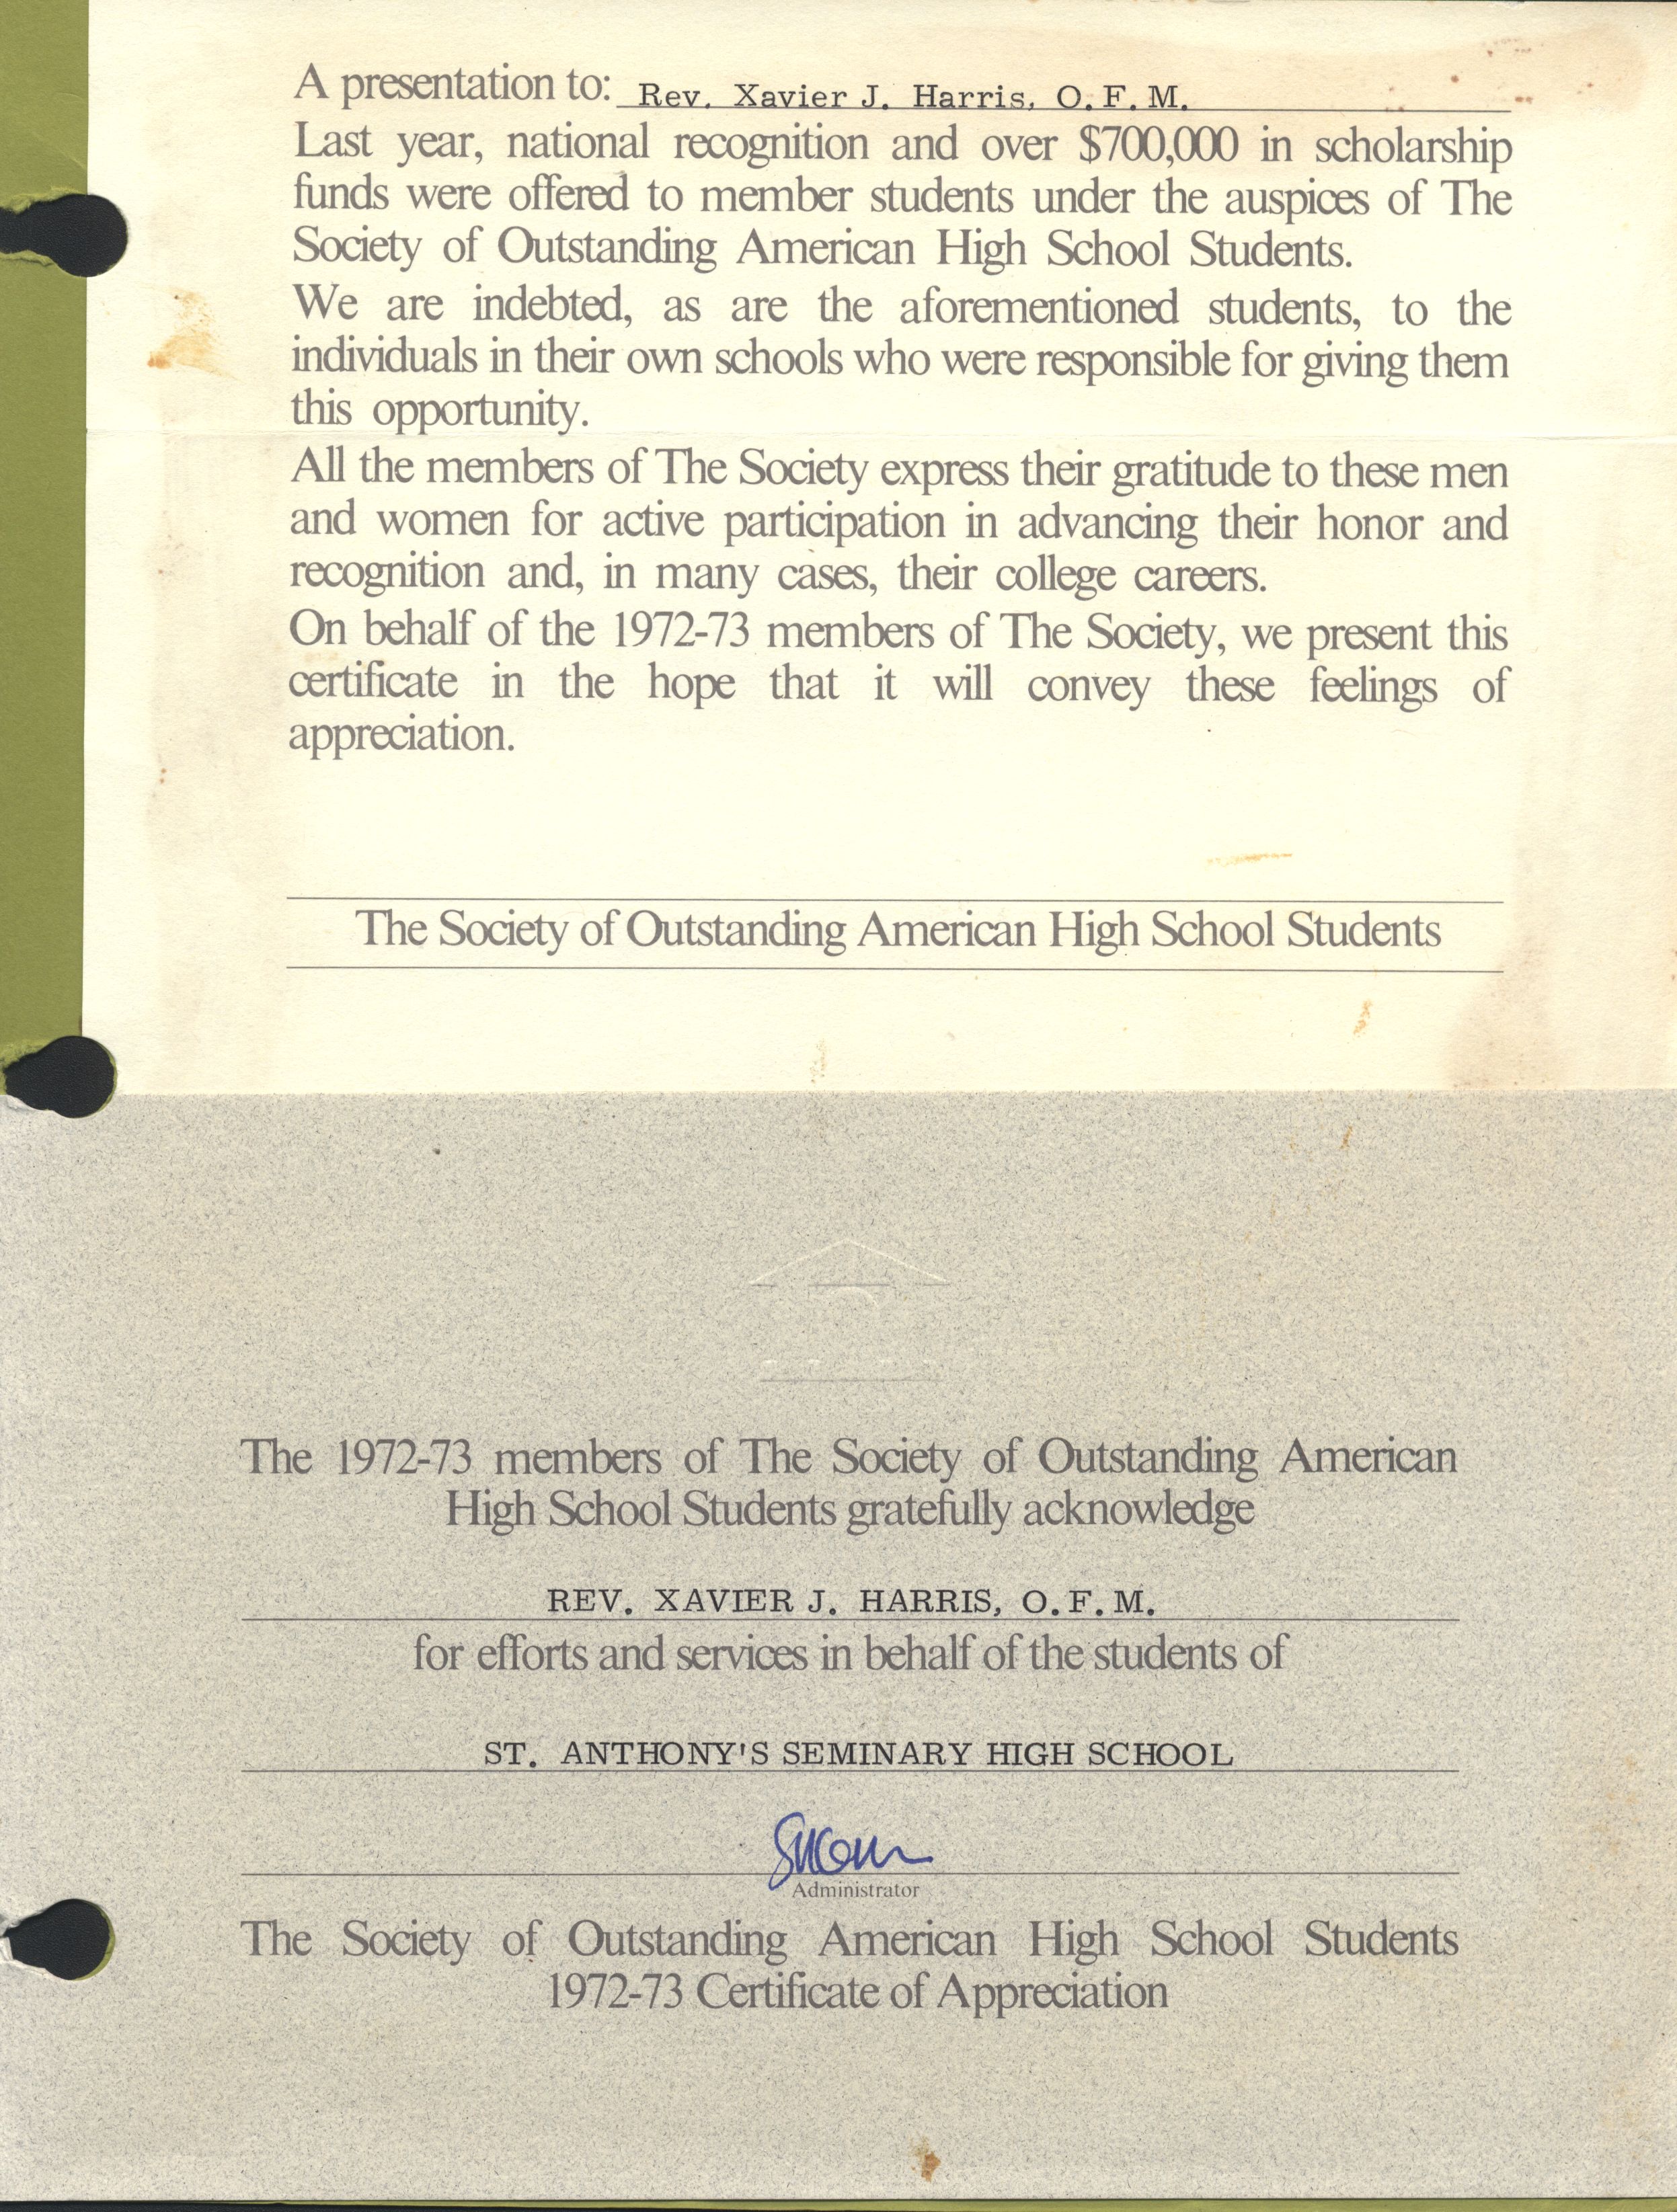 A presentation to: Rev. Xavier J. Harris, O.F.M.
Last year, national recognition and over $700,000 in scholarship
funds were offered to member students under the auspices of The
Society of Outstanding American High School Students.
We are indebted, as are the aforementioned students, to the
individuals in their own schools who were responsible for giving them
this opportunity.
All the members of The Society express their gratitude to these men
and women for active participation in advancing their honor and
recognition and, in many cases, their college careers.
On behalf of the 1972-73 members of The Society, we present this
certificate in the hope that it will convey these feelings of
appreciation.
The Society of Outstanding American High School Students
The 1972-73 members of The Society of Outstanding American
High School Students gratefully acknowledge
REV. XAVIER J. HARRIS, O.F.M.
for efforts and services in behalf of the students of
ST. ANTHONY'S SEMINARY HIGH SCHOOL
Administrator
The Society of Outstanding American High School Students
1972-73 Certificate of Appreciation